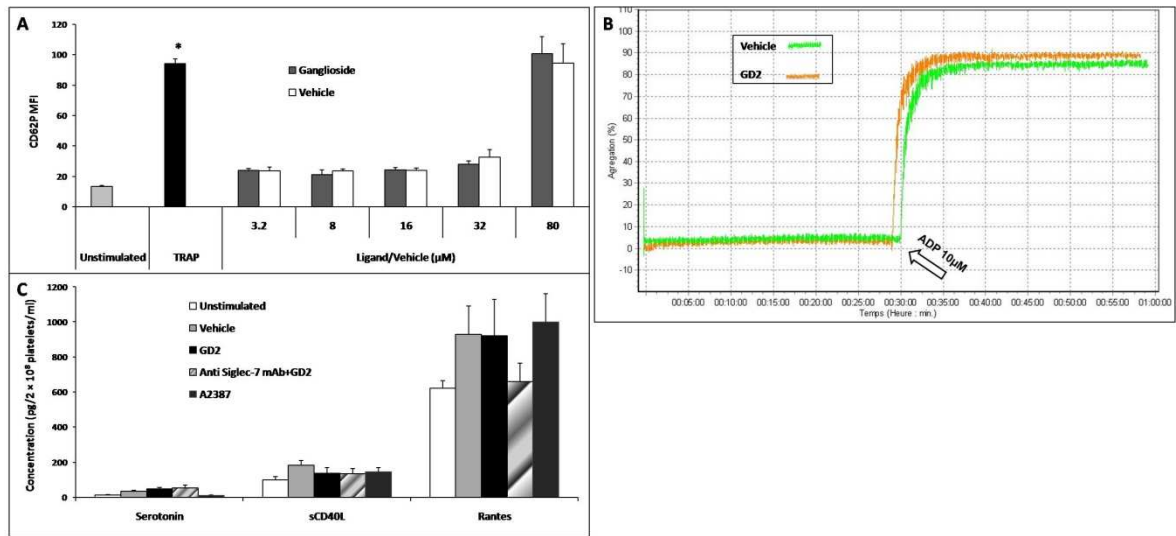 A
120
100
80
60
40
20
0
CD62P MFI
*
Ganglioside
Vehicle
3.2 8 16 32 80
Unstimulated TRAP Ligand/Vehicle (µM)
B
Vehicle
GD2
100
90
80
70
60
50
40
30
20
10
0
-10
Agregation (%)
ADP 10µM
00:05:00 00:10:00 00:15:00 00:20:00 00:25:00 00:30:00 00:35:00 00:40:00 00:45:00 00:50:00 00:55:00 01:00:00
Temps (Heure : min.)
C
1200
1000
800
600
400
200
0
Concentration (pg/2 × 10⁸ platelets/ml)
Unstimulated
Vehicle
GD2
Anti Siglec-7 mAb+GD2
A2387
Serotonin sCD40L Rantes